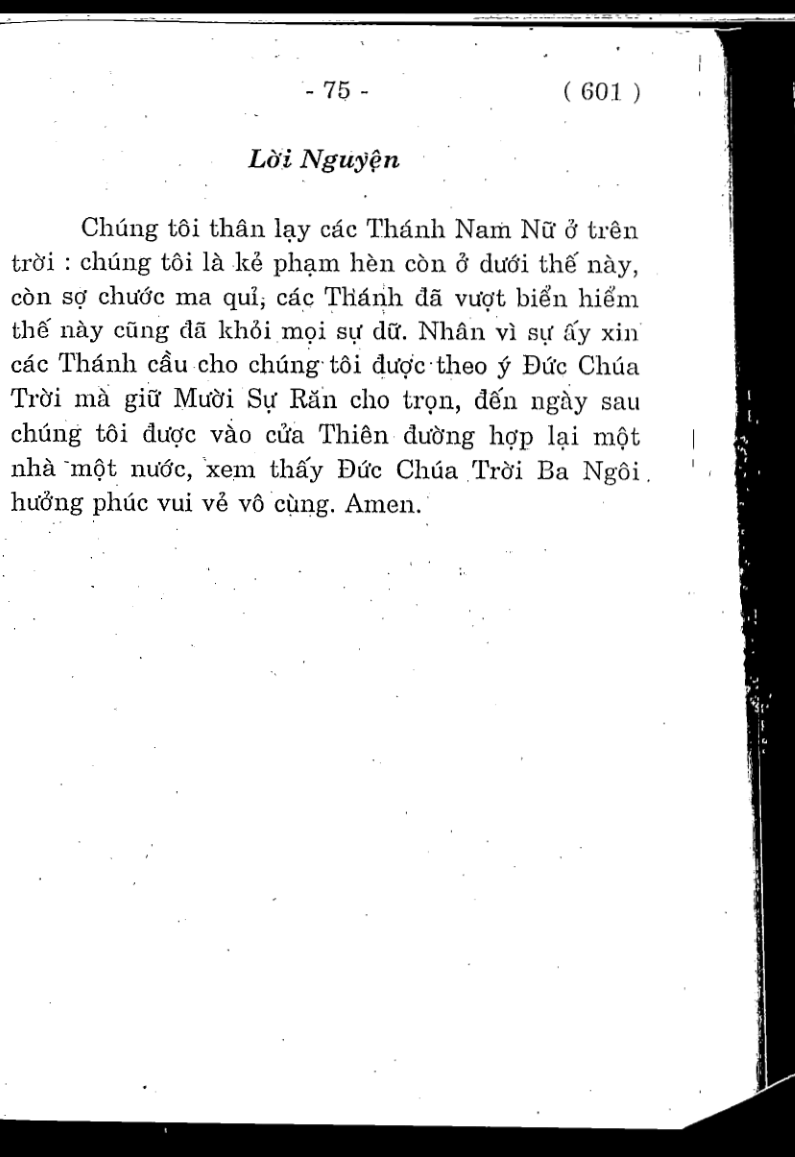 - 75 - ( 601 )
Lời Nguyện
Chúng tôi thân lạy các Thánh Nam Nữ ở trên
trời : chúng tôi là kẻ phạm hèn còn ở dưới thế này,
còn sợ chước ma quỉ; các Thánh đã vượt biển hiểm
thế này cũng đã khỏi mọi sự dữ. Nhân vì sự ấy xin
các Thánh cầu cho chúng tôi được theo ý Đức Chúa
Trời mà giữ Mười Sự Răn cho trọn, đến ngày sau
chúng tôi được vào cửa Thiên đường hợp lại một
nhà một nước, xem thấy Đức Chúa Trời Ba Ngôi
hưởng phúc vui vẻ vô cùng. Amen.